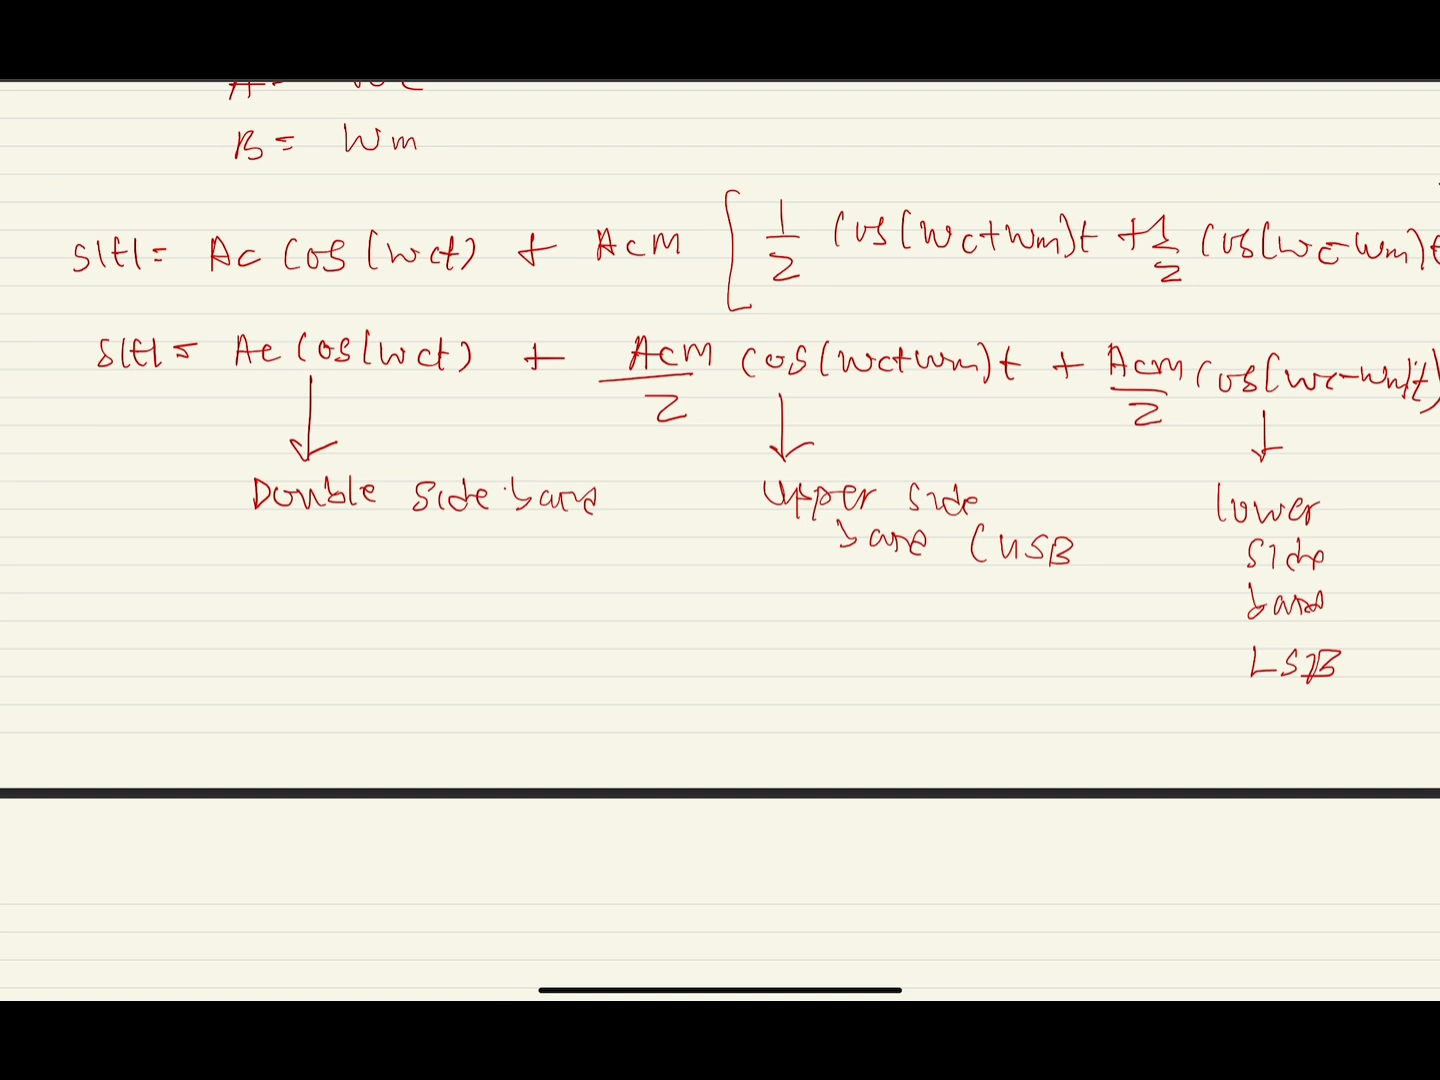 B = Wm
s(t) = Ac Cos (wct) + Acm [ 1/2 Cos(wc+wm)t + 1/2 Cos(wc-wm)t
s(t) = Ac Cos(wct) + Acm/2 cos(wc+wm)t + Acm/2 Cos(wc-wm)t)
Double Side band
Upper side
band (USB
lower
Side
band
LSB